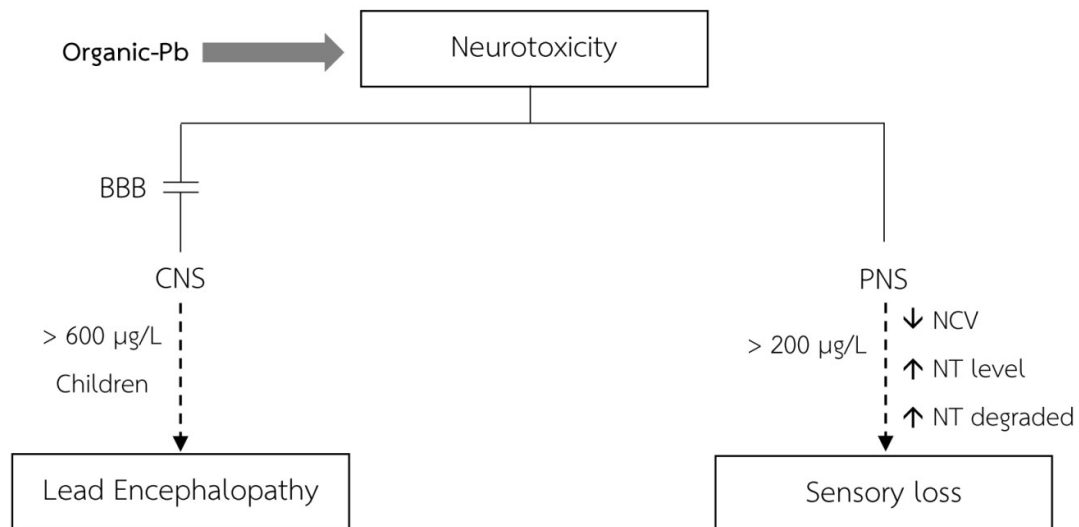 Organic-Pb
Neurotoxicity
BBB
CNS
> 600 µg/L
Children
Lead Encephalopathy
PNS
> 200 µg/L
↓ NCV
↑ NT level
↑ NT degraded
Sensory loss